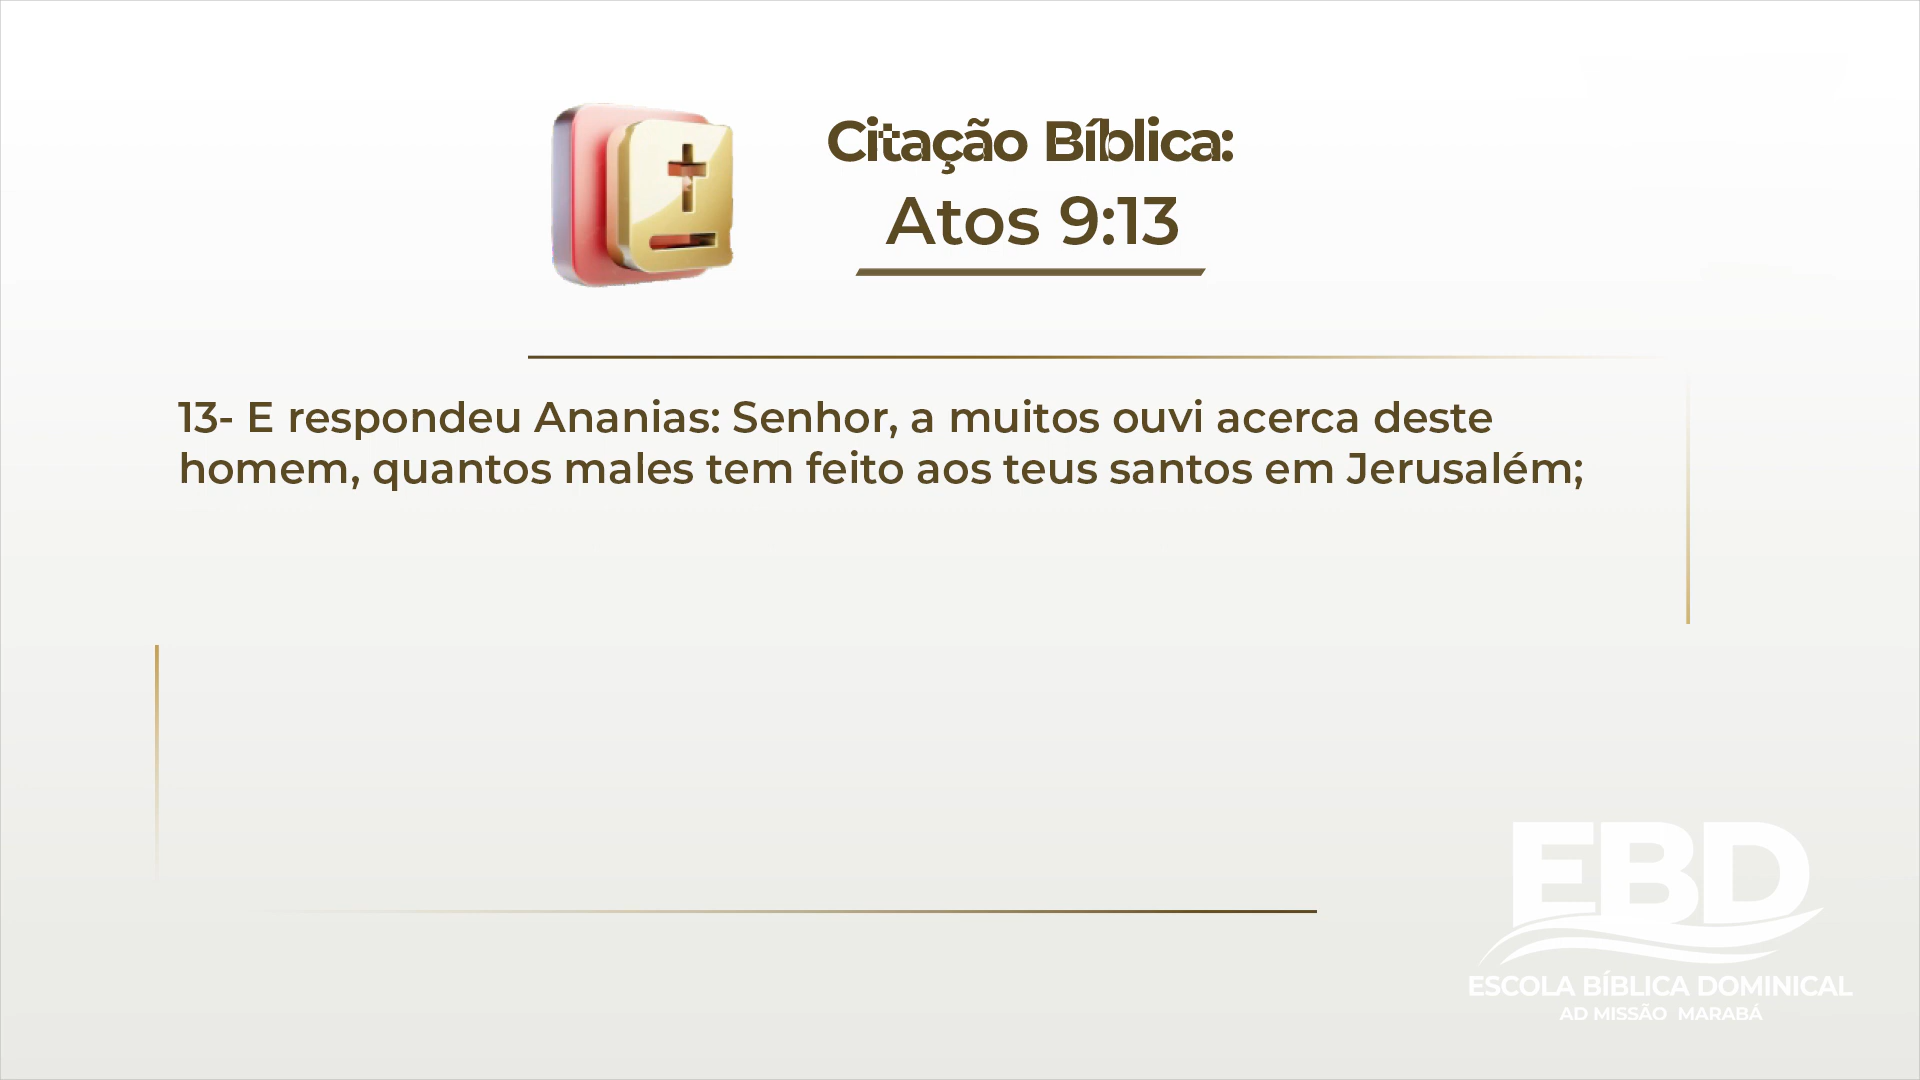 Citação Bíblica:
Atos 9:13
13- E respondeu Ananias: Senhor, a muitos ouvi acerca deste
homem, quantos males tem feito aos teus santos em Jerusalém;
EBD
ESCOLA BÍBLICA DOMINICAL
AD MISSÃO MARABÁ